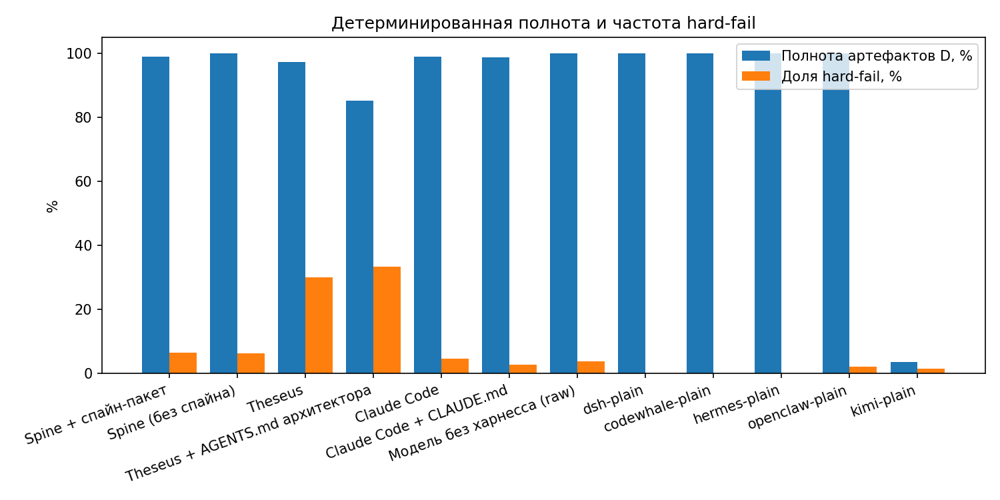 Детерминированная полнота и частота hard-fail
Полнота артефактов D, %
Доля hard-fail, %
%
100
80
60
40
20
0
Spine + спайн-пакет
Spine (без спайна)
Theseus
Theseus + AGENTS.md архитектора
Claude Code
Claude Code + CLAUDE.md
Модель без харнесса (raw)
dsh-plain
codewhale-plain
hermes-plain
openclaw-plain
kimi-plain